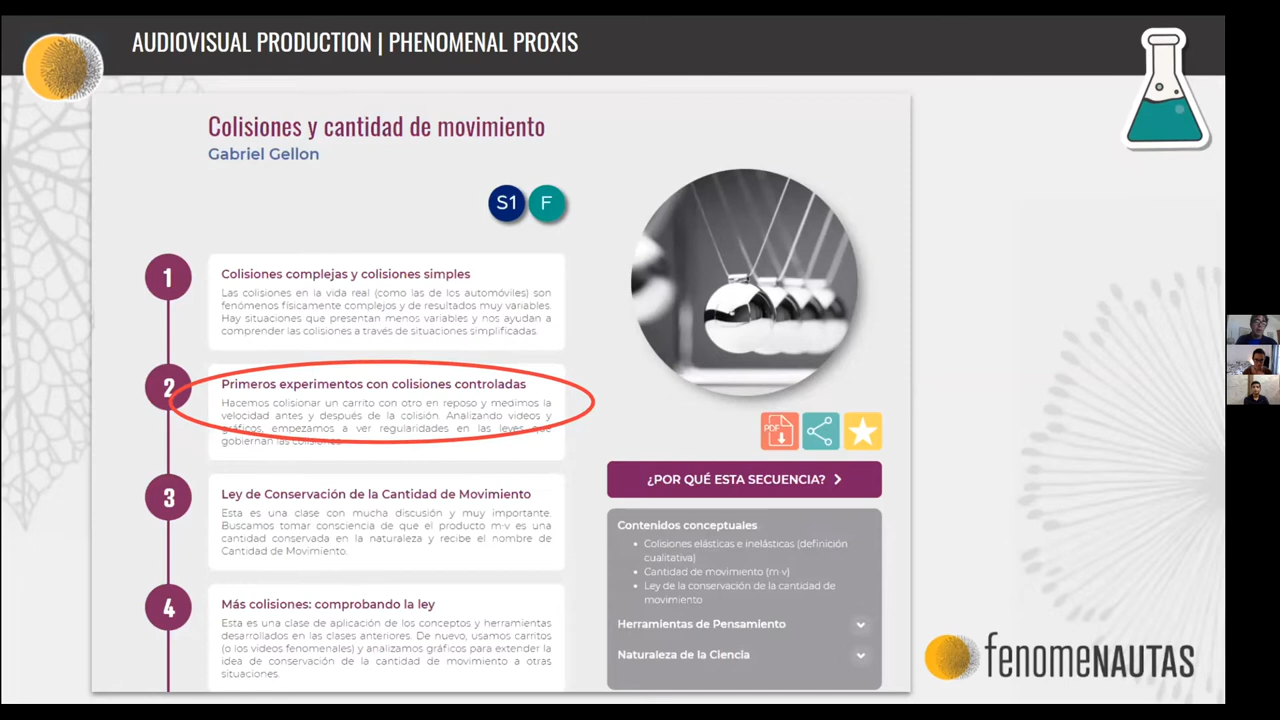 AUDIOVISUAL PRODUCTION | PHENOMENAL PROXIS
Colisiones y cantidad de movimiento
Gabriel Gellon
S1 F
1
Colisiones complejas y colisiones simples
Las colisiones en la vida real (como las de los automóviles) son
fenómenos físicamente complejos y de resultados muy variables.
Hay situaciones que presentan menos variables y nos ayudan a
comprender las colisiones a través de situaciones simplificadas.
2
Primeros experimentos con colisiones controladas
Hacemos colisionar un carrito con otro en reposo y medimos la
velocidad antes y después de la colisión. Analizando videos y
gráficos, empezamos a ver regularidades en las leyes que
gobiernan las colisiones.
3
Ley de Conservación de la Cantidad de Movimiento
Esta es una clase con mucha discusión y muy importante.
Buscamos tomar consciencia de que el producto m·v es una
cantidad conservada en la naturaleza y recibe el nombre de
Cantidad de Movimiento.
4
Más colisiones: comprobando la ley
Esta es una clase de aplicación de los conceptos y herramientas
desarrollados en las clases anteriores. De nuevo, usamos carritos
(o los videos fenomenales) y analizamos gráficos para extender la
idea de conservación de la cantidad de movimiento a otras
situaciones.
PDF
¿POR QUÉ ESTA SECUENCIA?
Contenidos conceptuales
Colisiones elásticas e inelásticas (definición
cualitativa)
Cantidad de movimiento (m v)
Ley de la conservación de la cantidad de
movimiento
Herramientas de Pensamiento
Naturaleza de la Ciencia
fenomeNAUTAS